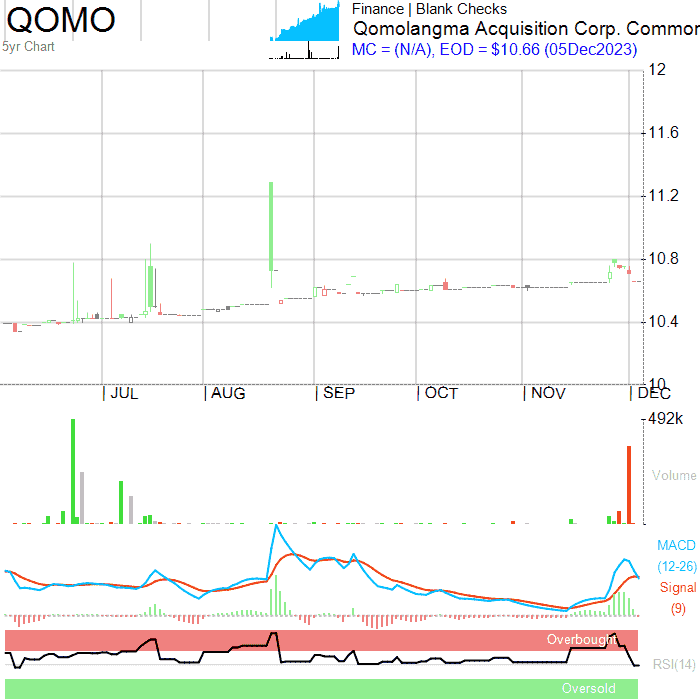 QOMO
5yr Chart
Finance | Blank Checks
Qomolangma Acquisition Corp. Common
MC = (N/A), EOD = $10.66 (05Dec2023)
12
11.6
11.2
10.8
10.4
10
| JUL | AUG | SEP | OCT | NOV | DEC
492k
Volume
MACD
(12-26)
Signal
(9)
Overbought
RSI(14)
Oversold